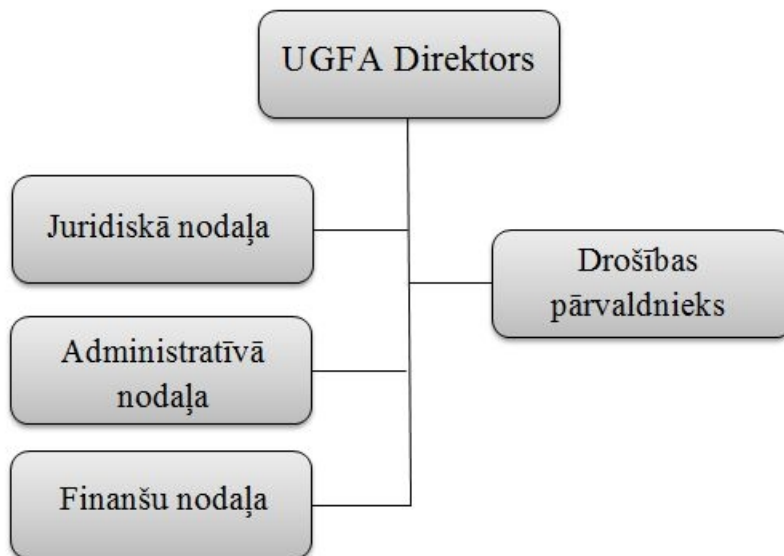 UGFA Direktors
Juridiskā nodaļa
Drošības
pārvaldnieks
Administratīvā
nodaļa
Finanšu nodaļa